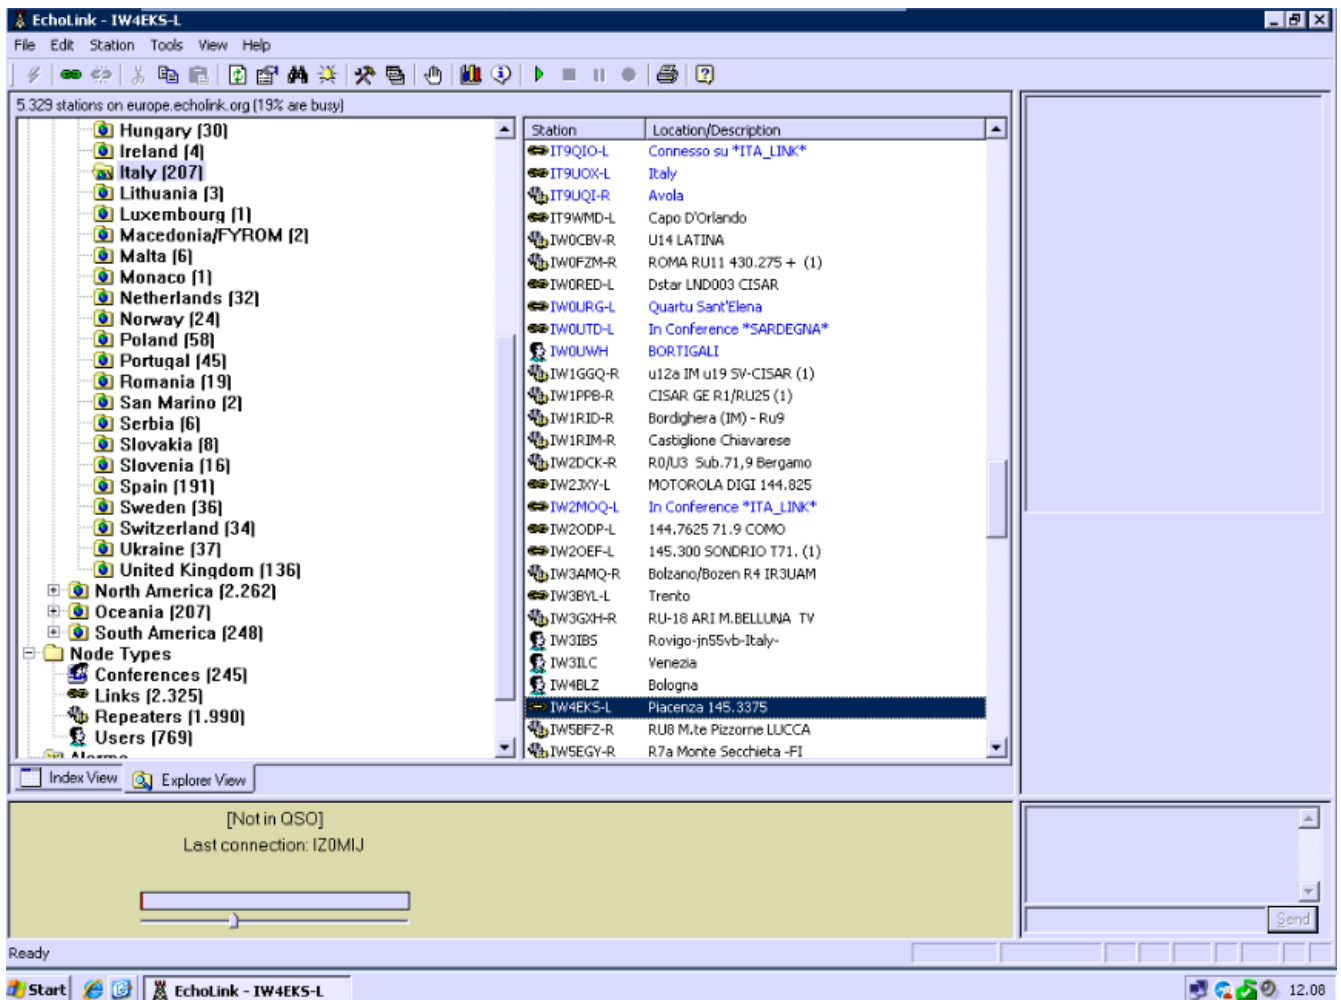 EchoLink - IW4EKS-L
File Edit Station Tools View Help
5.329 stations on europe.echolink.org (19% are busy)
Hungary (30)
Ireland (4)
Italy (207)
Lithuania (3)
Luxembourg (1)
Macedonia/FYROM (2)
Malta (6)
Monaco (1)
Netherlands (32)
Norway (24)
Poland (58)
Portugal (45)
Romania (19)
San Marino (2)
Serbia (6)
Slovakia (8)
Slovenia (16)
Spain (191)
Sweden (36)
Switzerland (34)
Ukraine (37)
United Kingdom (136)
North America (2.262)
Oceania (207)
South America (248)
Node Types
Conferences (245)
Links (2.325)
Repeaters (1.990)
Users (769)
Alarms
Station Location/Description
IT9QIO-L Connesso su *ITA_LINK*
IT9UOX-L Italy
IT9UQI-R Avola
IT9WMD-L Capo D'Orlando
IW0CBV-R U14 LATINA
IW0FZM-R ROMA RU11 430.275 + (1)
IW0RED-L Dstar LND003 CISAR
IW0URG-L Quartu Sant'Elena
IW0UTD-L In Conference *SARDEGNA*
IW0UWH BORTIGALI
IW1GGQ-R u12a IM u19 SV-CISAR (1)
IW1PPB-R CISAR GE R1/RU25 (1)
IW1RID-R Bordighera (IM) - Ru9
IW1RIM-R Castiglione Chiavarese
IW2DCK-R R0/U3 Sub.71,9 Bergamo
IW2JXY-L MOTOROLA DIGI 144.825
IW2MOQ-L In Conference *ITA_LINK*
IW2ODP-L 144.7625 71.9 COMO
IW2OEF-L 145.300 SONDRIO T71. (1)
IW3AMQ-R Bolzano/Bozen R4 IR3UAM
IW3BYL-L Trento
IW3GXH-R RU-18 ARI M.BELLUNA TV
IW3IBS Rovigo-jn55vb-Italy-
IW3ILC Venezia
IW4BLZ Bologna
IW4EKS-L Piacenza 145.3375
IW5BFZ-R RU8 M.te Pizzorne LUCCA
IW5EGY-R R7a Monte Secchieta -FI
Index View Explorer View
[Not in QSO]
Last connection: IZ0MIJ
Send
Ready
Start EchoLink - IW4EKS-L 12.08